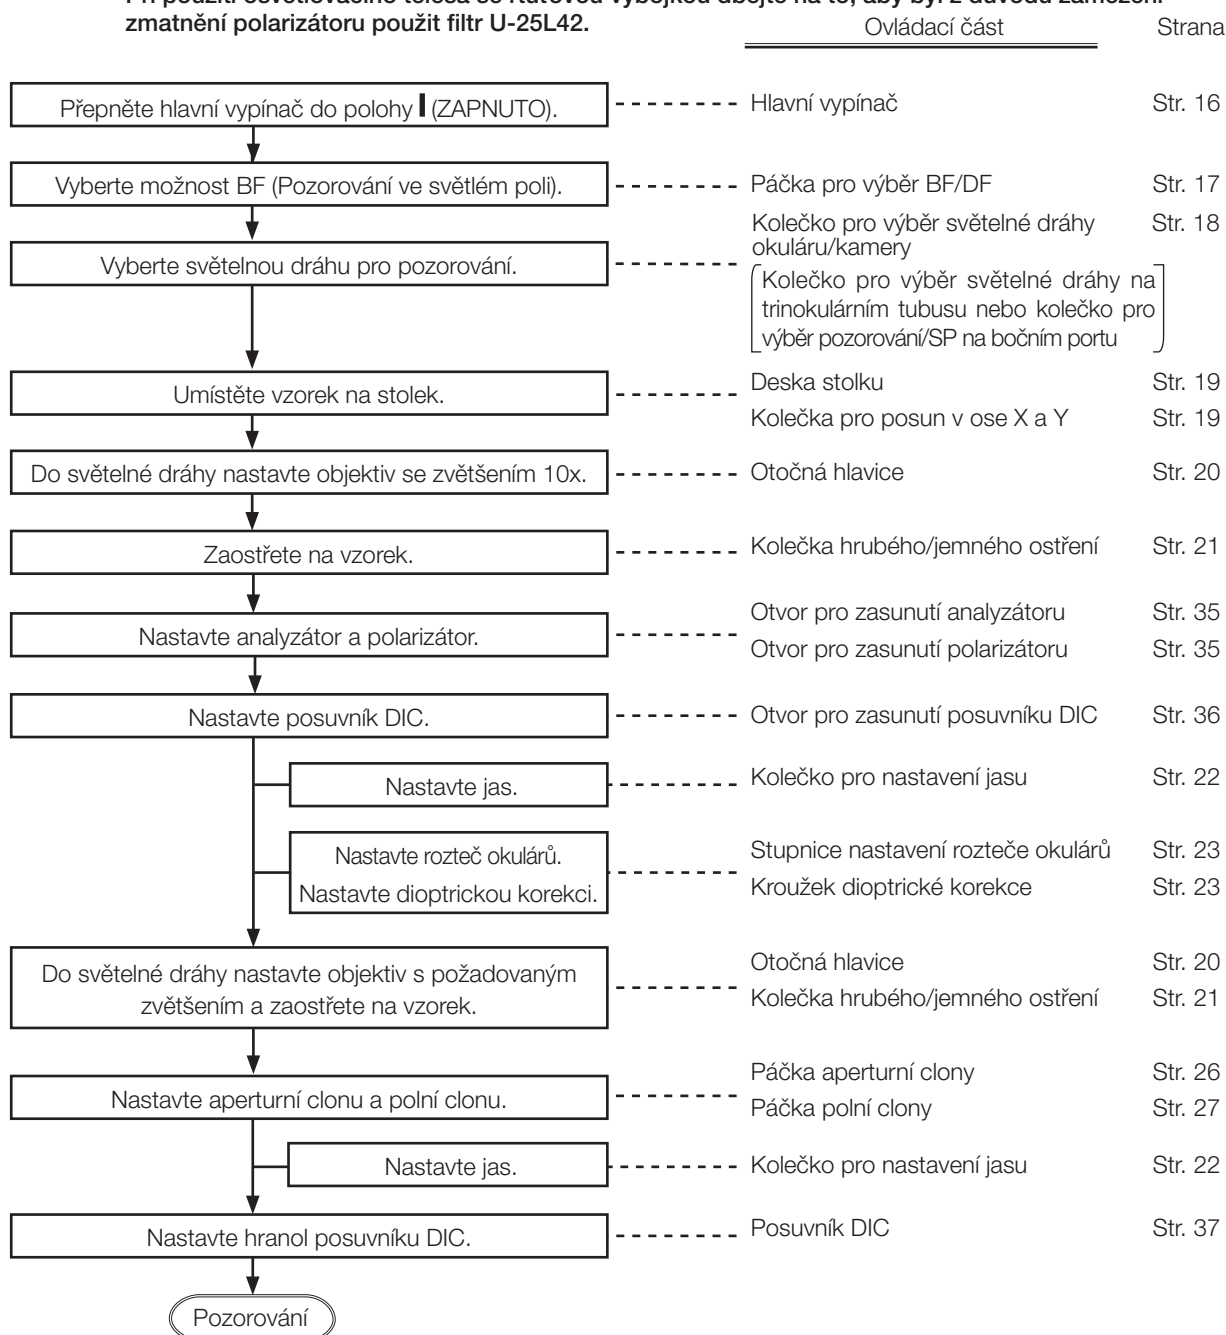 zmatnění polarizátoru použit filtr U-25L42.
Ovládací část Strana
Přepněte hlavní vypínač do polohy I (ZAPNUTO). Hlavní vypínač Str. 16
Vyberte možnost BF (Pozorování ve světlém poli). Páčka pro výběr BF/DF Str. 17
Kolečko pro výběr světelné dráhy Str. 18
okuláru/kamery
Vyberte světelnou dráhu pro pozorování.
Kolečko pro výběr světelné dráhy na
trinokulárním tubusu nebo kolečko pro
výběr pozorování/SP na bočním portu
Umístěte vzorek na stolek. Deska stolku Str. 19
Kolečka pro posun v ose X a Y Str. 19
Do světelné dráhy nastavte objektiv se zvětšením 10x. Otočná hlavice Str. 20
Zaostřete na vzorek. Kolečka hrubého/jemného ostření Str. 21
Nastavte analyzátor a polarizátor. Otvor pro zasunutí analyzátoru Str. 35
Otvor pro zasunutí polarizátoru Str. 35
Nastavte posuvník DIC. Otvor pro zasunutí posuvníku DIC Str. 36
Nastavte jas. Kolečko pro nastavení jasu Str. 22
Nastavte rozteč okulárů. Stupnice nastavení rozteče okulárů Str. 23
Nastavte dioptrickou korekci. Kroužek dioptrické korekce Str. 23
Do světelné dráhy nastavte objektiv s požadovaným Otočná hlavice Str. 20
zvětšením a zaostřete na vzorek. Kolečka hrubého/jemného ostření Str. 21
Nastavte aperturní clonu a polní clonu. Páčka aperturní clony Str. 26
Páčka polní clony Str. 27
Nastavte jas. Kolečko pro nastavení jasu Str. 22
Nastavte hranol posuvníku DIC. Posuvník DIC Str. 37
Pozorování